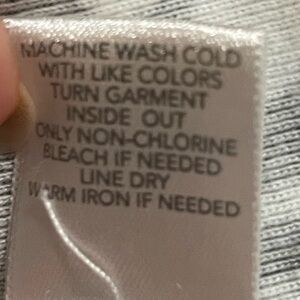 MACHINE WASH COLD
WITH LIKE COLORS
TURN GARMENT
INSIDE OUT
ONLY NON-CHLORINE
BLEACH IF NEEDED
LINE DRY
WARM IRON IF NEEDED